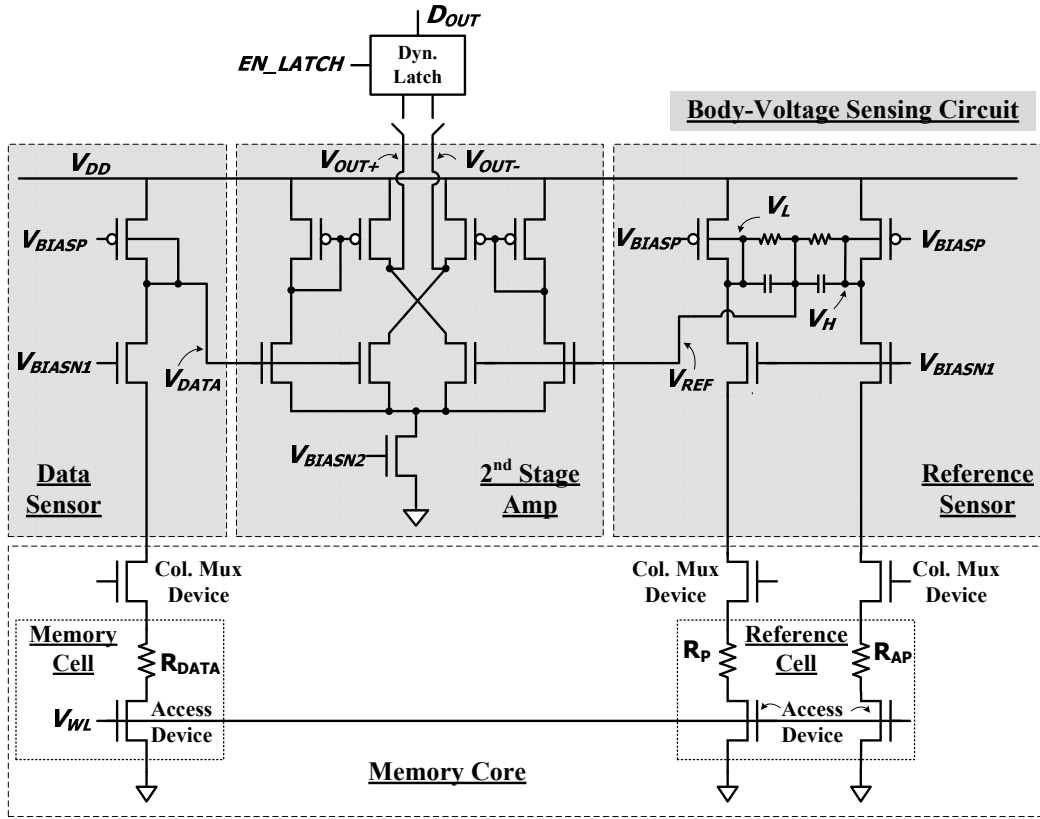 D_OUT
EN_LATCH
Dyn.
Latch
Body-Voltage Sensing Circuit
V_DD
V_OUT+
V_OUT-
V_BIASP
V_BIASP
V_L
V_BIASP
V_H
V_BIASN1
V_DATA
V_REF
V_BIASN1
V_BIASN2
Data
Sensor
2nd Stage
Amp
Reference
Sensor
Col. Mux
Device
Col. Mux
Device
Col. Mux
Device
Memory
Cell
R_DATA
R_P
Reference
Cell
R_AP
V_WL
Access
Device
Access
Device
Memory Core